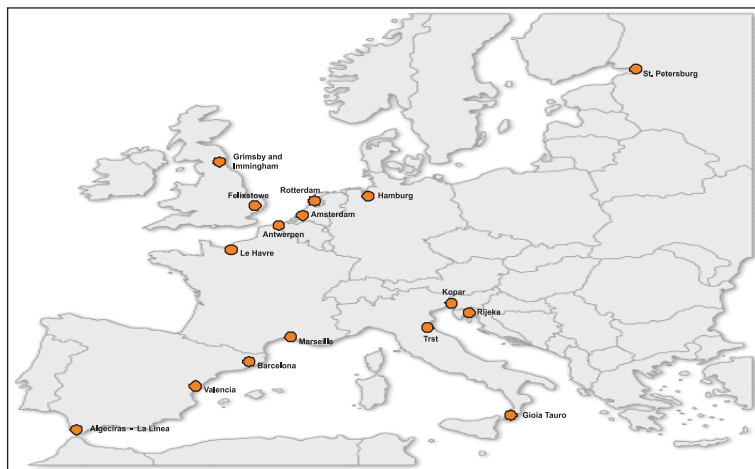 St. Petersburg
Grimsby and
Immingham
Rotterdam
Felixstowe
Hamburg
Amsterdam
Antwerpen
Le Havre
Kopar
Rijeka
Trst
Marseille
Barcelona
Valencia
Gioia Tauro
Algeciras - La Linea